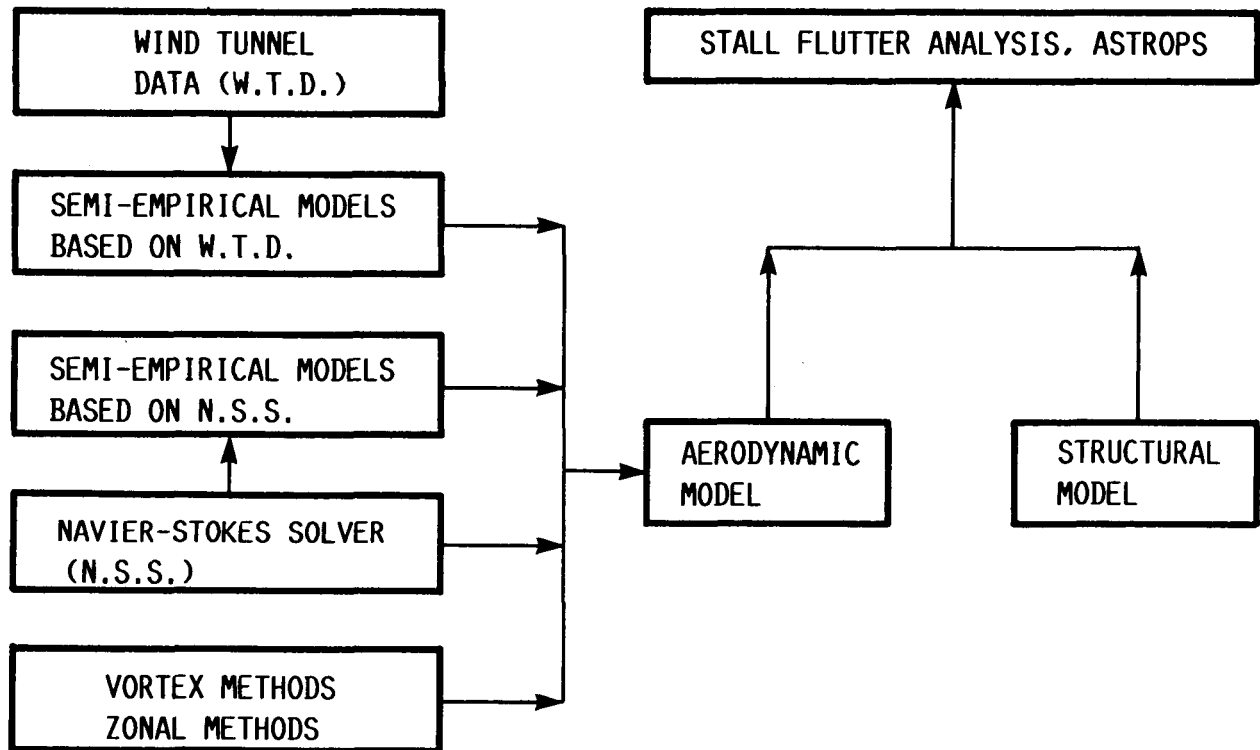 WIND TUNNEL
DATA (W.T.D.)
SEMI-EMPIRICAL MODELS
BASED ON W.T.D.
SEMI-EMPIRICAL MODELS
BASED ON N.S.S.
NAVIER-STOKES SOLVER
(N.S.S.)
VORTEX METHODS
ZONAL METHODS
STALL FLUTTER ANALYSIS, ASTROPS
AERODYNAMIC
MODEL
STRUCTURAL
MODEL